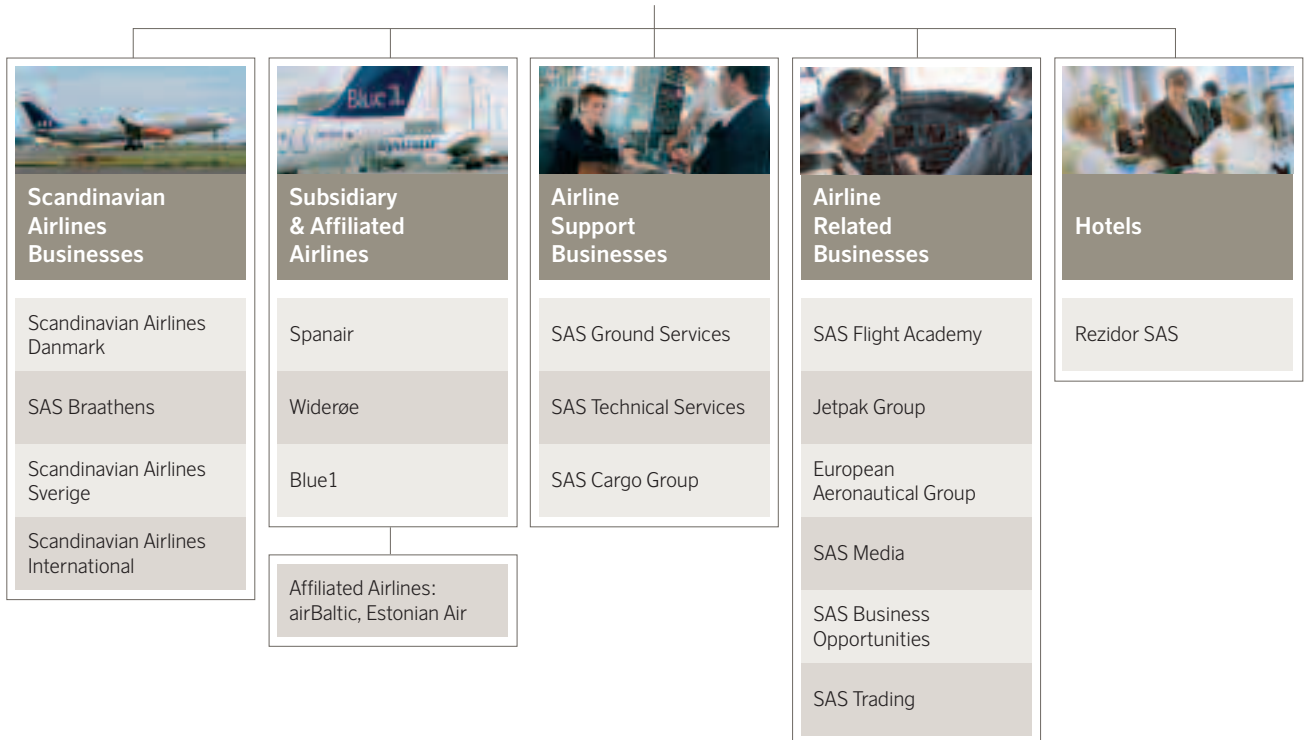 Blue1
Spanair
Scandinavian
Airlines
Businesses
Scandinavian Airlines
Danmark
SAS Braathens
Scandinavian Airlines
Sverige
Scandinavian Airlines
International
Subsidiary
& Affiliated
Airlines
Spanair
Widerøe
Blue1
Affiliated Airlines:
airBaltic, Estonian Air
Airline
Support
Businesses
SAS Ground Services
SAS Technical Services
SAS Cargo Group
Airline
Related
Businesses
SAS Flight Academy
Jetpak Group
European
Aeronautical Group
SAS Media
SAS Business
Opportunities
SAS Trading
Hotels
Rezidor SAS